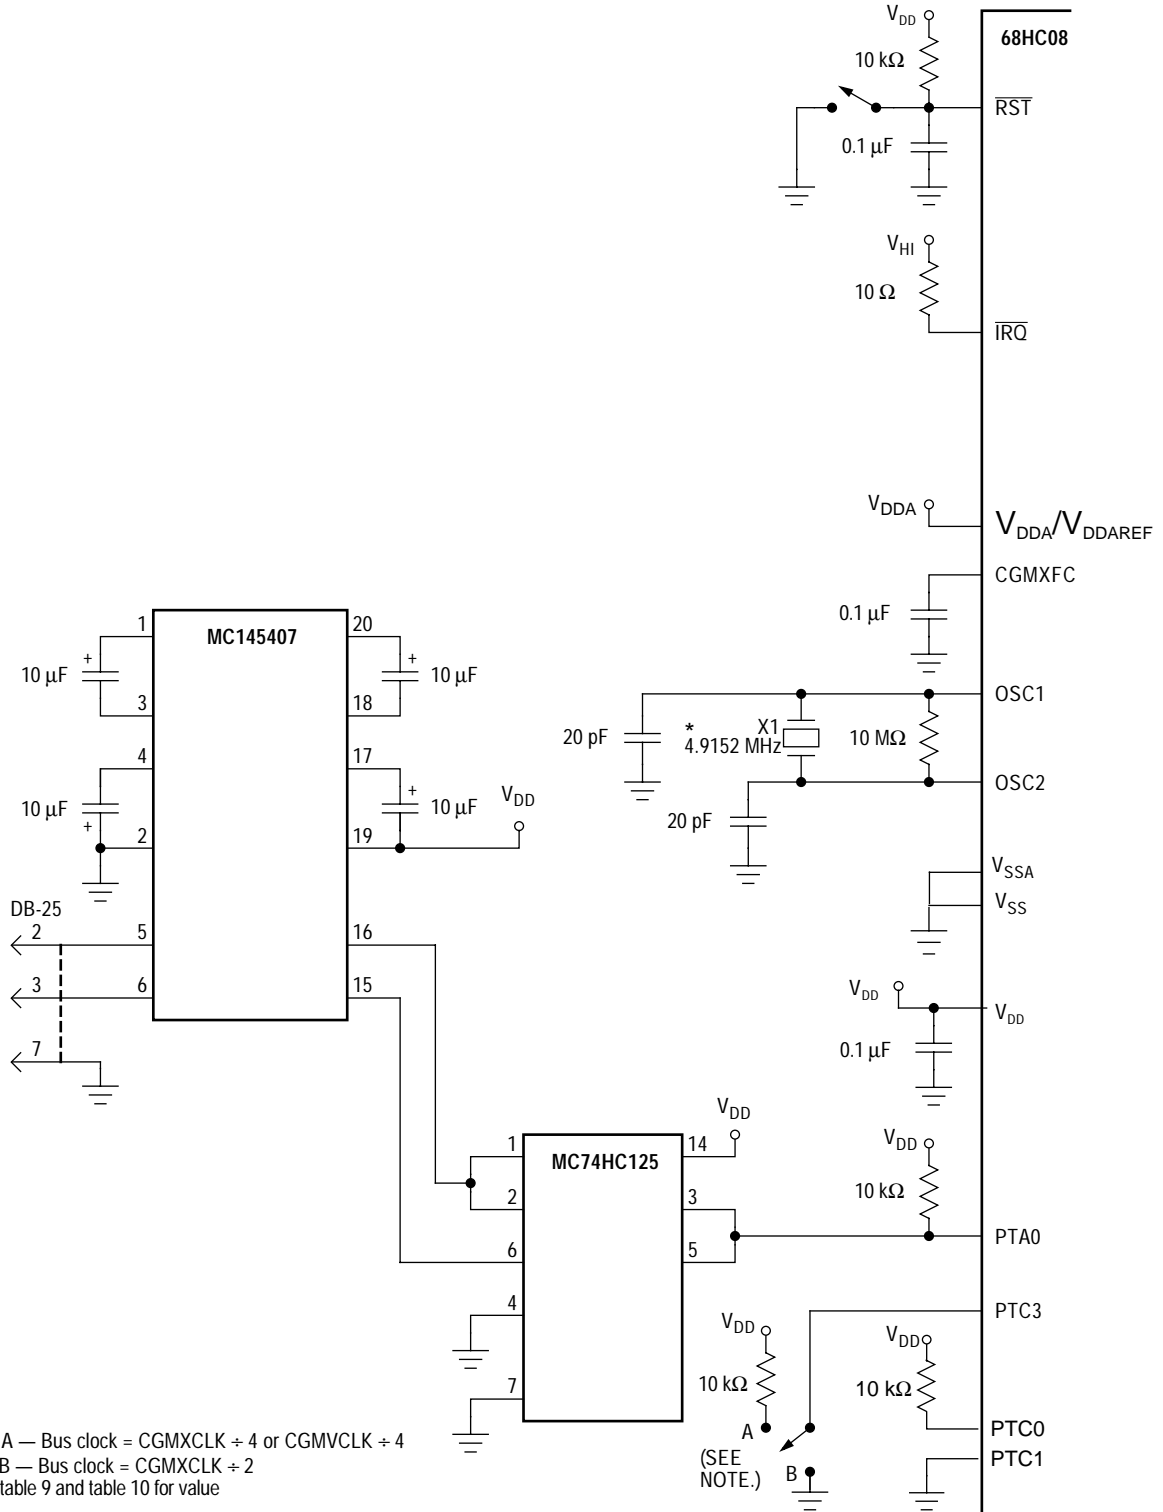 V_DD
68HC08
10 kΩ
RST
0.1 µF
V_HI
10 Ω
IRQ
V_DDA
V_DDA/V_DDAREF
CGMXFC
0.1 µF
1
MC145407
20
+
10 µF
+
10 µF
3
18
OSC1
20 pF
*
4.9152 MHz
X1
10 MΩ
4
17
OSC2
10 µF
+
+
10 µF
V_DD
20 pF
2
19
V_SSA
V_SS
DB-25
2
5
16
3
6
15
V_DD
V_DD
0.1 µF
7
V_DD
1
MC74HC125
14
V_DD
10 kΩ
2
3
PTA0
6
5
4
PTC3
V_DD
V_DD
7
10 kΩ
10 kΩ
A
PTC0
A — Bus clock = CGMXCLK ÷ 4 or CGMVCLK ÷ 4
(SEE
NOTE.)
B
PTC1
B — Bus clock = CGMXCLK ÷ 2
table 9 and table 10 for value